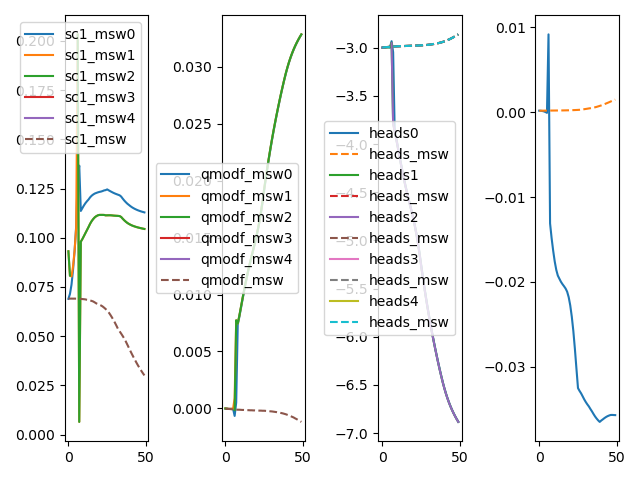 0.200
0.175
0.150
0.125
0.100
0.075
0.050
0.025
0.000
0
50
sc1_msw0
sc1_msw1
sc1_msw2
sc1_msw3
sc1_msw4
sc1_msw
0.030
0.025
0.020
0.015
0.010
0.005
0.000
0
50
qmodf_msw0
qmodf_msw1
qmodf_msw2
qmodf_msw3
qmodf_msw4
qmodf_msw
−3.0
−3.5
−4.0
−4.5
−5.0
−5.5
−6.0
−6.5
−7.0
0
50
heads0
heads_msw
heads1
heads_msw
heads2
heads_msw
heads3
heads_msw
heads4
heads_msw
0.01
0.00
−0.01
−0.02
−0.03
0
50